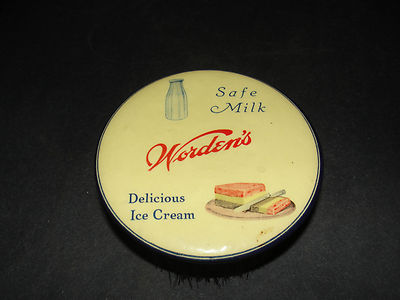 Safe
Milk
Worden's
Delicious
Ice Cream